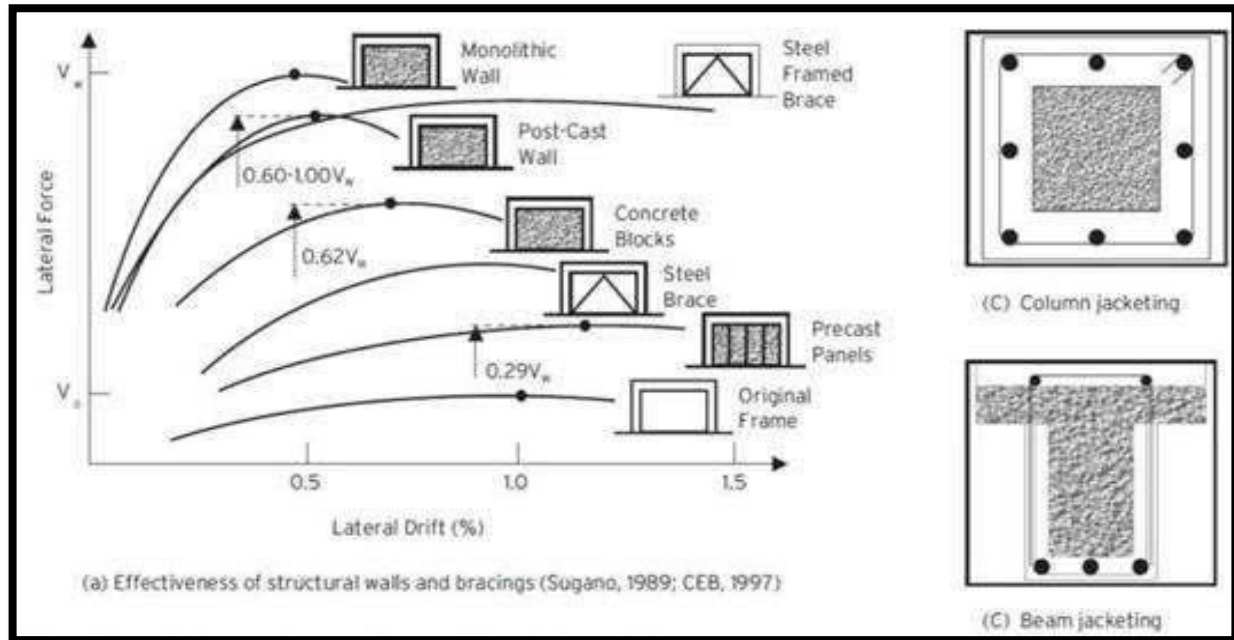 Monolithic
Wall
Steel
Framed
Brace
Post-Cast
Wall
Concrete
Blocks
Steel
Brace
Precast
Panels
Original
Frame
Lateral Force
Vw
0.60-1.00Vw
0.62Vw
0.29Vw
0.5
1.0
1.5
Lateral Drift (%)
(a) Effectiveness of structural walls and bracings (Sugano, 1989; CEB, 1997)
(C) Column jacketing
(C) Beam jacketing